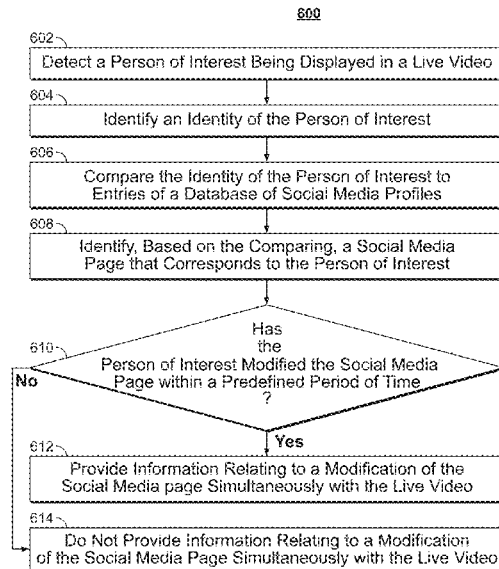 600
602
Detect a Person of Interest Being Displayed in a Live Video
604
Identify an Identity of the Person of Interest
606
Compare the Identity of the Person of Interest to
Entries of a Database of Social Media Profiles
608
Identify, Based on the Comparing, a Social Media
Page that Corresponds to the Person of Interest
Has
the
610
Person of Interest Modified the Social Media
No
Page within a Predefined Period of Time
?
Yes
612
Provide Information Relating to a Modification of the
Social Media page Simultaneously with the Live Video
614
Do Not Provide Information Relating to a Modification
of the Social Media Page Simultaneously with the Live Video